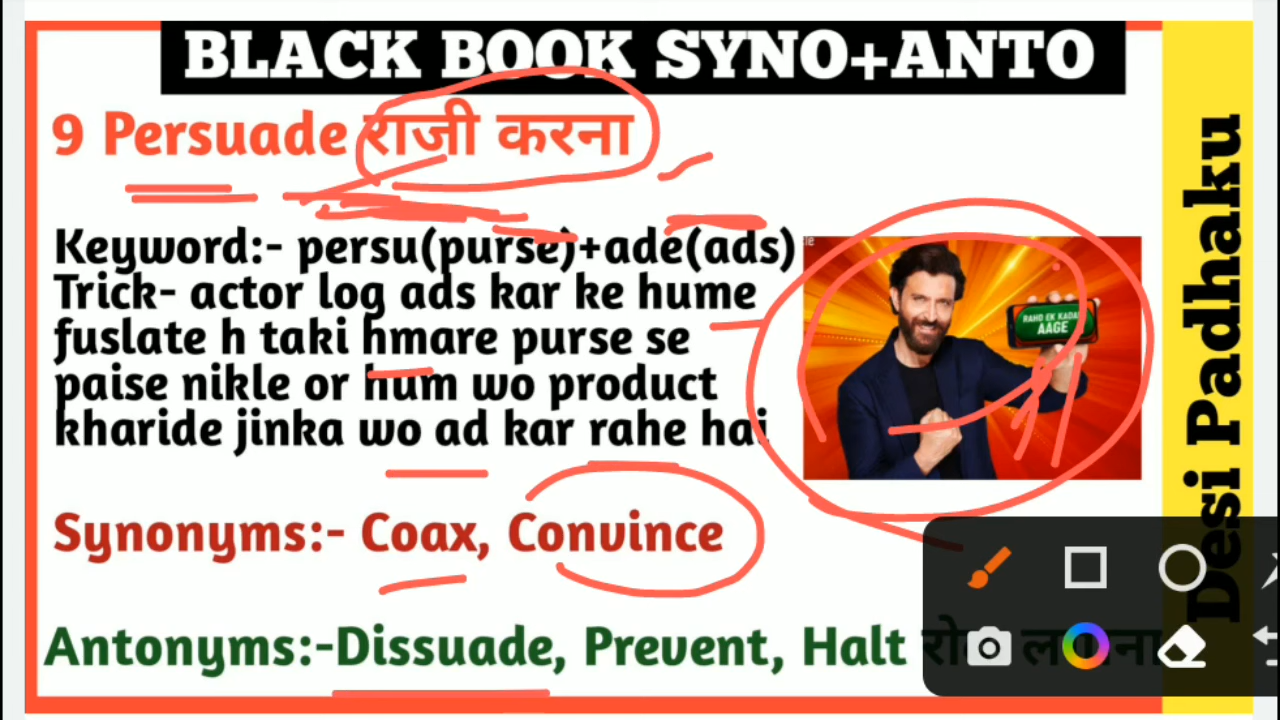 BLACK BOOK SYNO+ANTO
9 Persuade राजी करना
Keyword:- persu(purse)+ade(ads)
Trick- actor log ads kar ke hume
fuslate h taki hmare purse se
paise nikle or hum wo product
kharide jinka wo ad kar rahe hai
RAHO EK KADAM
AAGE
Synonyms:- Coax, Convince
Antonyms:-Dissuade, Prevent, Halt
Desi Padhaku